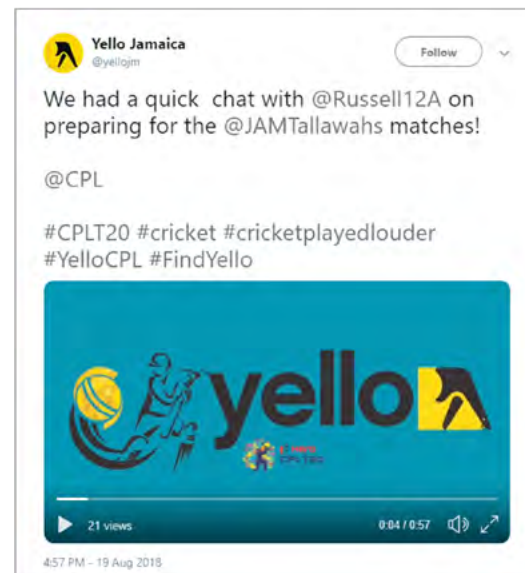 Yello Jamaica
@yellojm
Follow
We had a quick chat with @Russell12A on
preparing for the @JAMTallawahs matches!
@CPL
#CPLT20 #cricket #cricketplayedlouder
#YelloCPL #FindYello
yello
CPLT20
21 views
0:04 / 0:57
4:57 PM - 19 Aug 2018